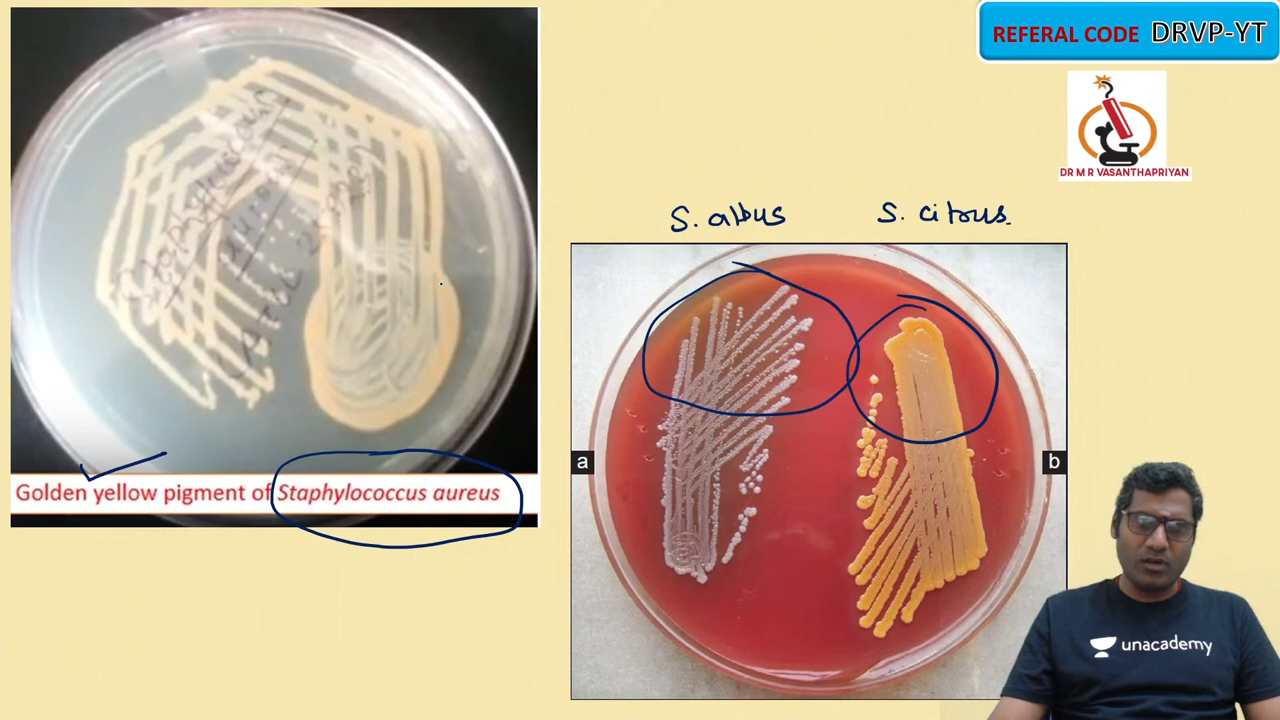 REFERAL CODE DRVP-YT
DR M R VASANTHAPRIYAN
S. albus
S. citrus
a
b
Golden yellow pigment of Staphylococcus aureus
unacademy